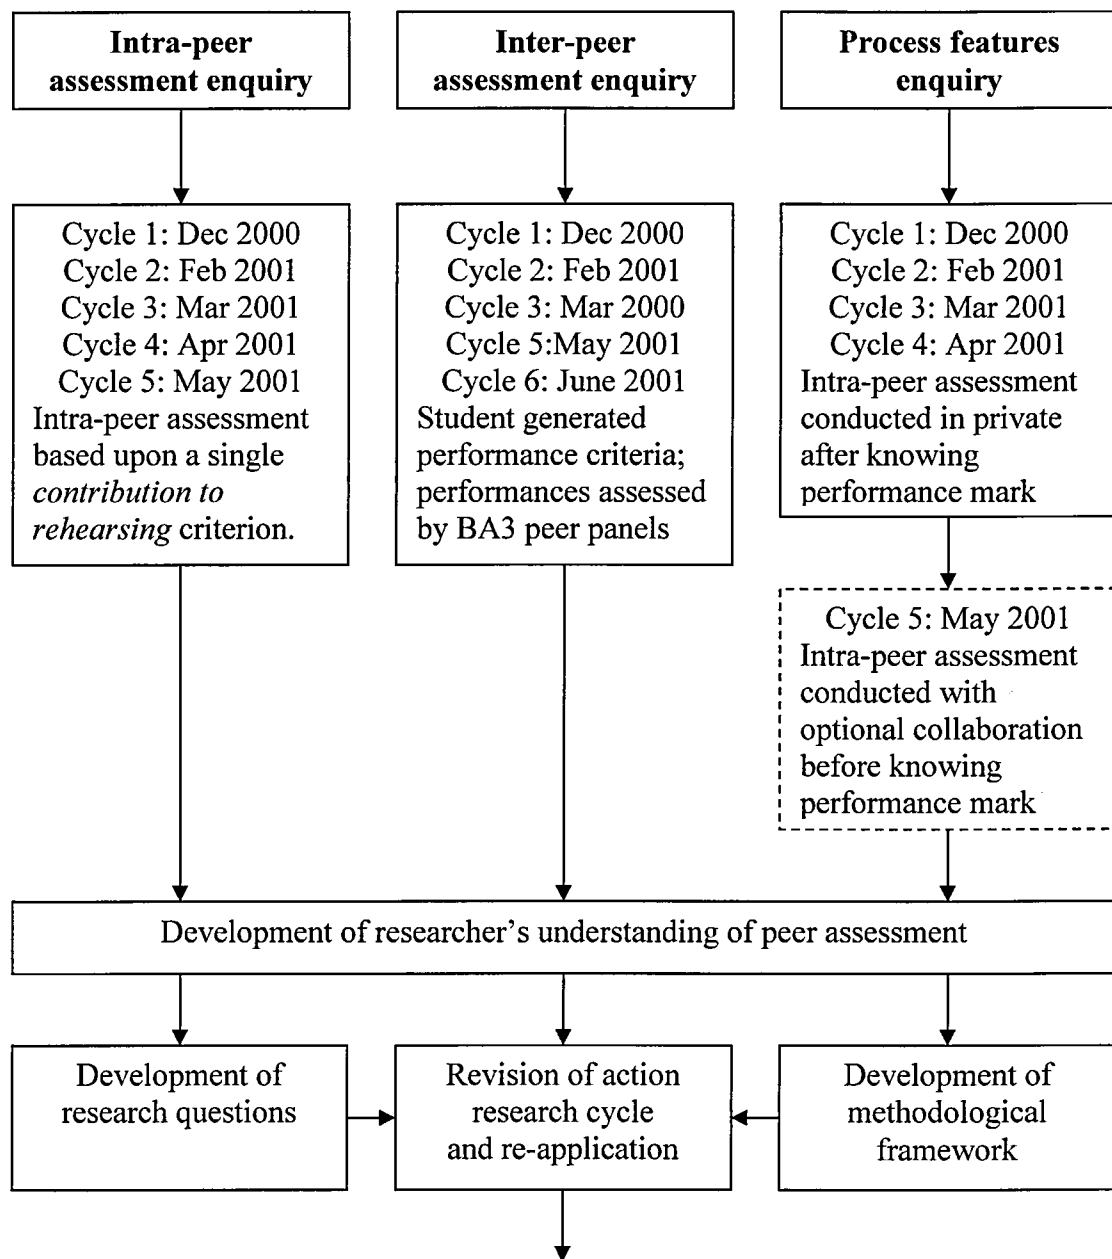 Intra-peer
assessment enquiry
Inter-peer
assessment enquiry
Process features
enquiry
Cycle 1: Dec 2000
Cycle 2: Feb 2001
Cycle 3: Mar 2001
Cycle 4: Apr 2001
Cycle 5: May 2001
Intra-peer assessment
based upon a single
contribution to
rehearsing criterion.
Cycle 1: Dec 2000
Cycle 2: Feb 2001
Cycle 3: Mar 2000
Cycle 5:May 2001
Cycle 6: June 2001
Student generated
performance criteria;
performances assessed
by BA3 peer panels
Cycle 1: Dec 2000
Cycle 2: Feb 2001
Cycle 3: Mar 2001
Cycle 4: Apr 2001
Intra-peer assessment
conducted in private
after knowing
performance mark
Cycle 5: May 2001
Intra-peer assessment
conducted with
optional collaboration
before knowing
performance mark
Development of researcher's understanding of peer assessment
Development of
research questions
Revision of action
research cycle
and re-application
Development of
methodological
framework